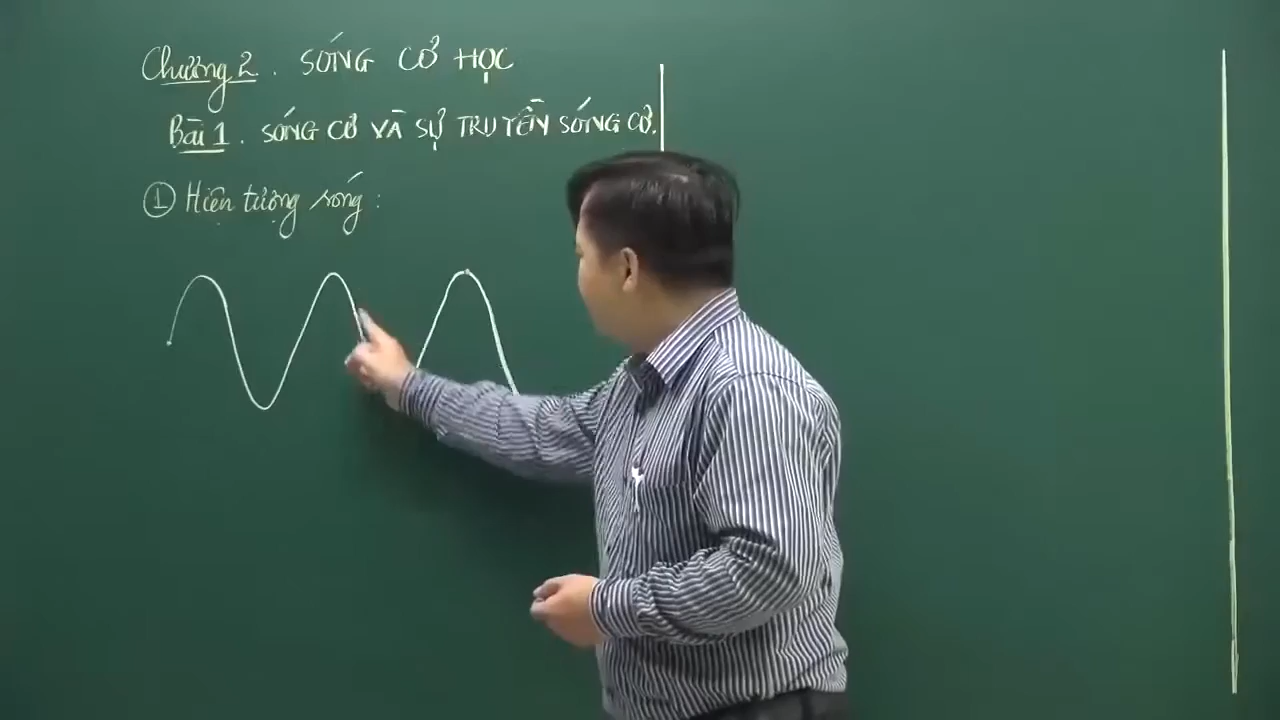 Chương 2. SÓNG CƠ HỌC
Bài 1. SÓNG CƠ VÀ SỰ TRUYỀN SÓNG CƠ.
① Hiện tượng sóng: